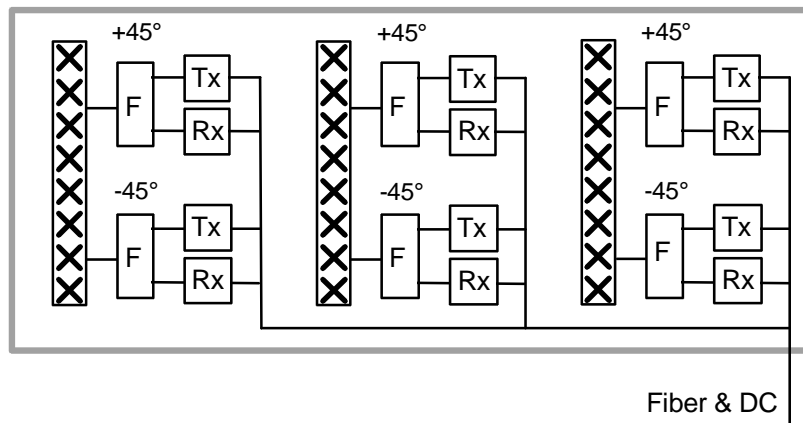 +45° +45° +45°
F Tx F Tx F Tx
Rx Rx Rx
-45° -45° -45°
F Tx F Tx F Tx
Rx Rx Rx
Fiber & DC